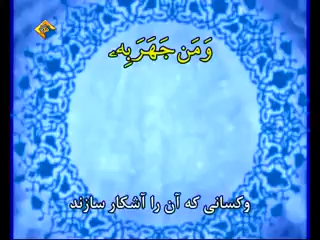 وَمَن جَهَرَ بِهِۦ
وکسانی که آن را آشکار سازند